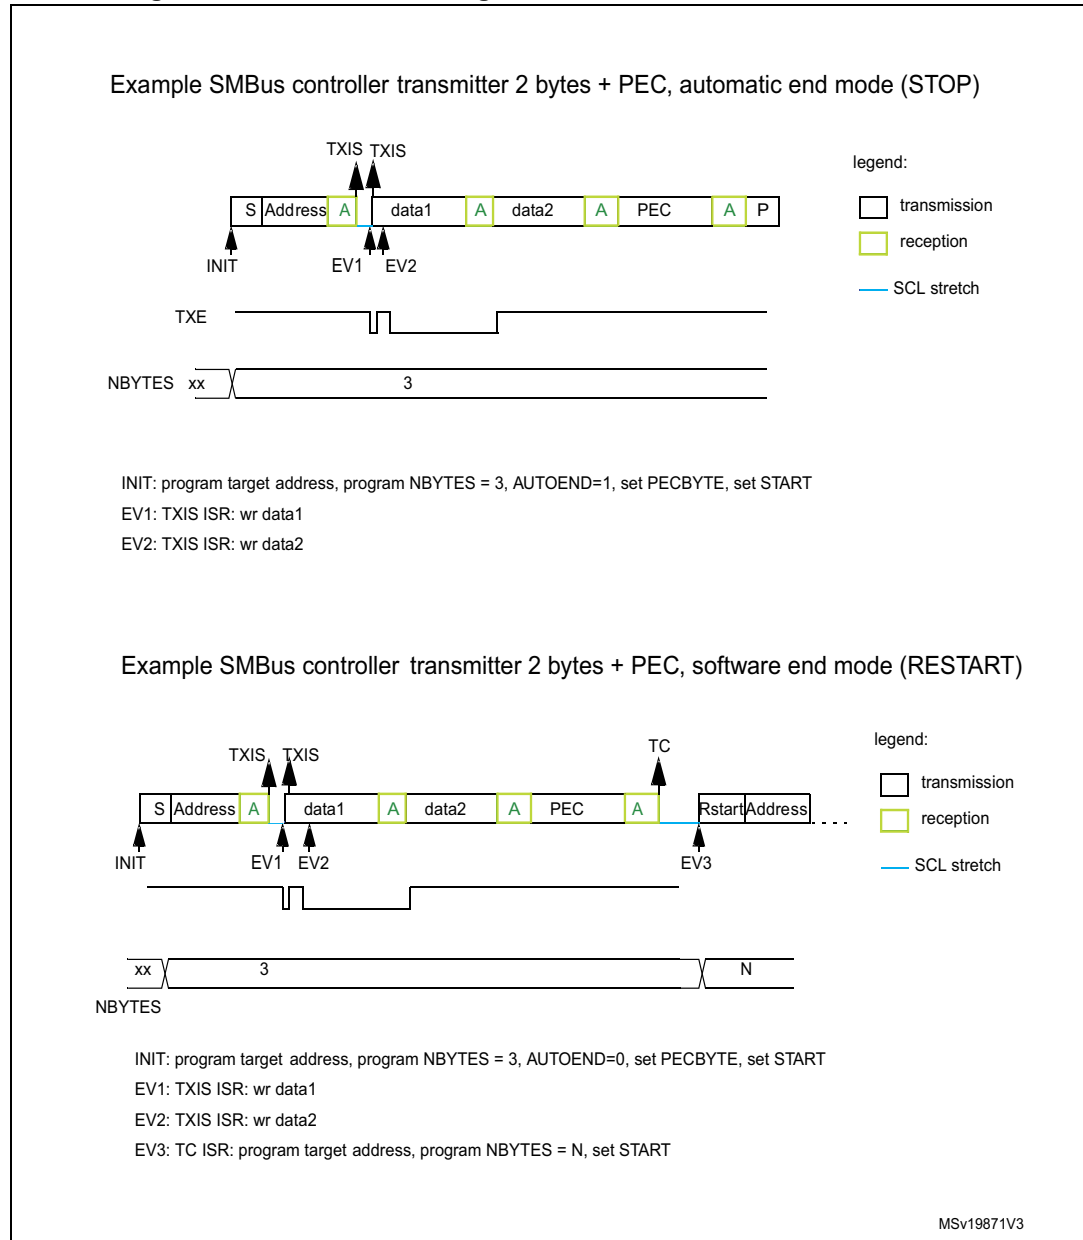 Example SMBus controller transmitter 2 bytes + PEC, automatic end mode (STOP)
TXIS TXIS
legend:
S Address A data1 A data2 A PEC A P
transmission
reception
INIT EV1 EV2
SCL stretch
TXE
NBYTES xx 3
INIT: program target address, program NBYTES = 3, AUTOEND=1, set PECBYTE, set START
EV1: TXIS ISR: wr data1
EV2: TXIS ISR: wr data2
Example SMBus controller transmitter 2 bytes + PEC, software end mode (RESTART)
TXIS TXIS TC
legend:
transmission
S Address A data1 A data2 A PEC A Rstart Address
reception
INIT EV1 EV2 EV3
SCL stretch
xx 3 N
NBYTES
INIT: program target address, program NBYTES = 3, AUTOEND=0, set PECBYTE, set START
EV1: TXIS ISR: wr data1
EV2: TXIS ISR: wr data2
EV3: TC ISR: program target address, program NBYTES = N, set START
MSv19871V3